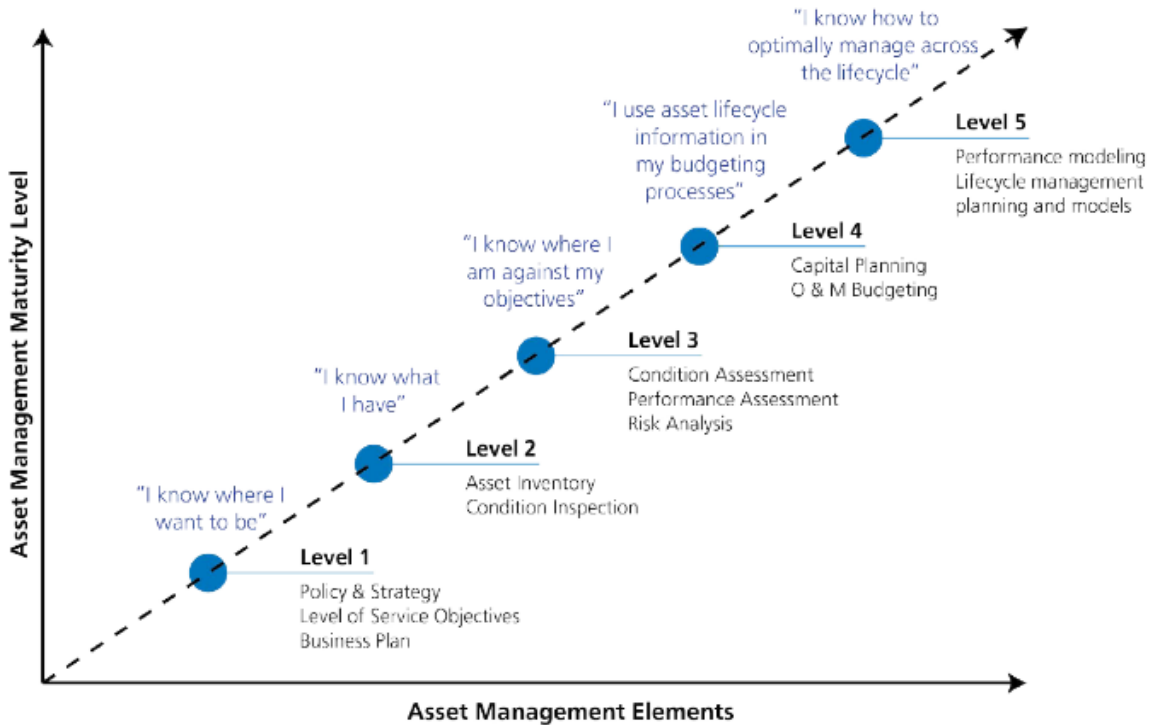 "I know how to
optimally manage across
the lifecycle"
"I use asset lifecycle
information in
my budgeting
processes"
Level 5
Performance modeling
Lifecycle management
planning and models
"I know where I
am against my
objectives"
Level 4
Capital Planning
O & M Budgeting
"I know what
I have"
Level 3
Condition Assessment
Performance Assessment
Risk Analysis
"I know where I
want to be"
Level 2
Asset Inventory
Condition Inspection
Level 1
Policy & Strategy
Level of Service Objectives
Business Plan
Asset Management Maturity Level
Asset Management Elements